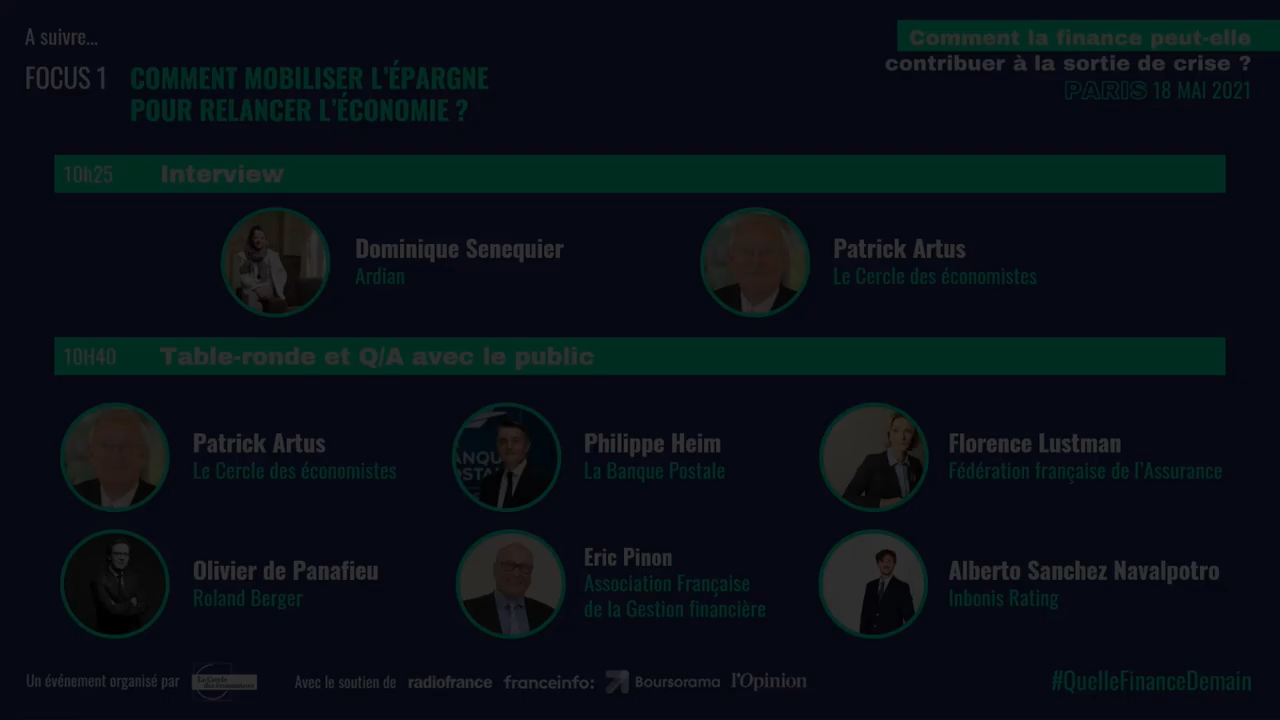 A suivre...
FOCUS 1 COMMENT MOBILISER L'ÉPARGNE
POUR RELANCER L'ÉCONOMIE ?
Comment la finance peut-elle
contribuer à la sortie de crise ?
PARIS 18 MAI 2021
10h25 Interview
Dominique Senequier
Ardian
Patrick Artus
Le Cercle des économistes
10H40 Table-ronde et Q/A avec le public
Patrick Artus
Le Cercle des économistes
Philippe Heim
La Banque Postale
Florence Lustman
Fédération française de l'Assurance
Olivier de Panafieu
Roland Berger
Eric Pinon
Association Française
de la Gestion financière
Alberto Sanchez Navalpotro
Inbonis Rating
Un événement organisé par Le Cercle des économistes
Avec le soutien de radiofrance franceinfo: Boursorama l'Opinion
#QuelleFinanceDemain